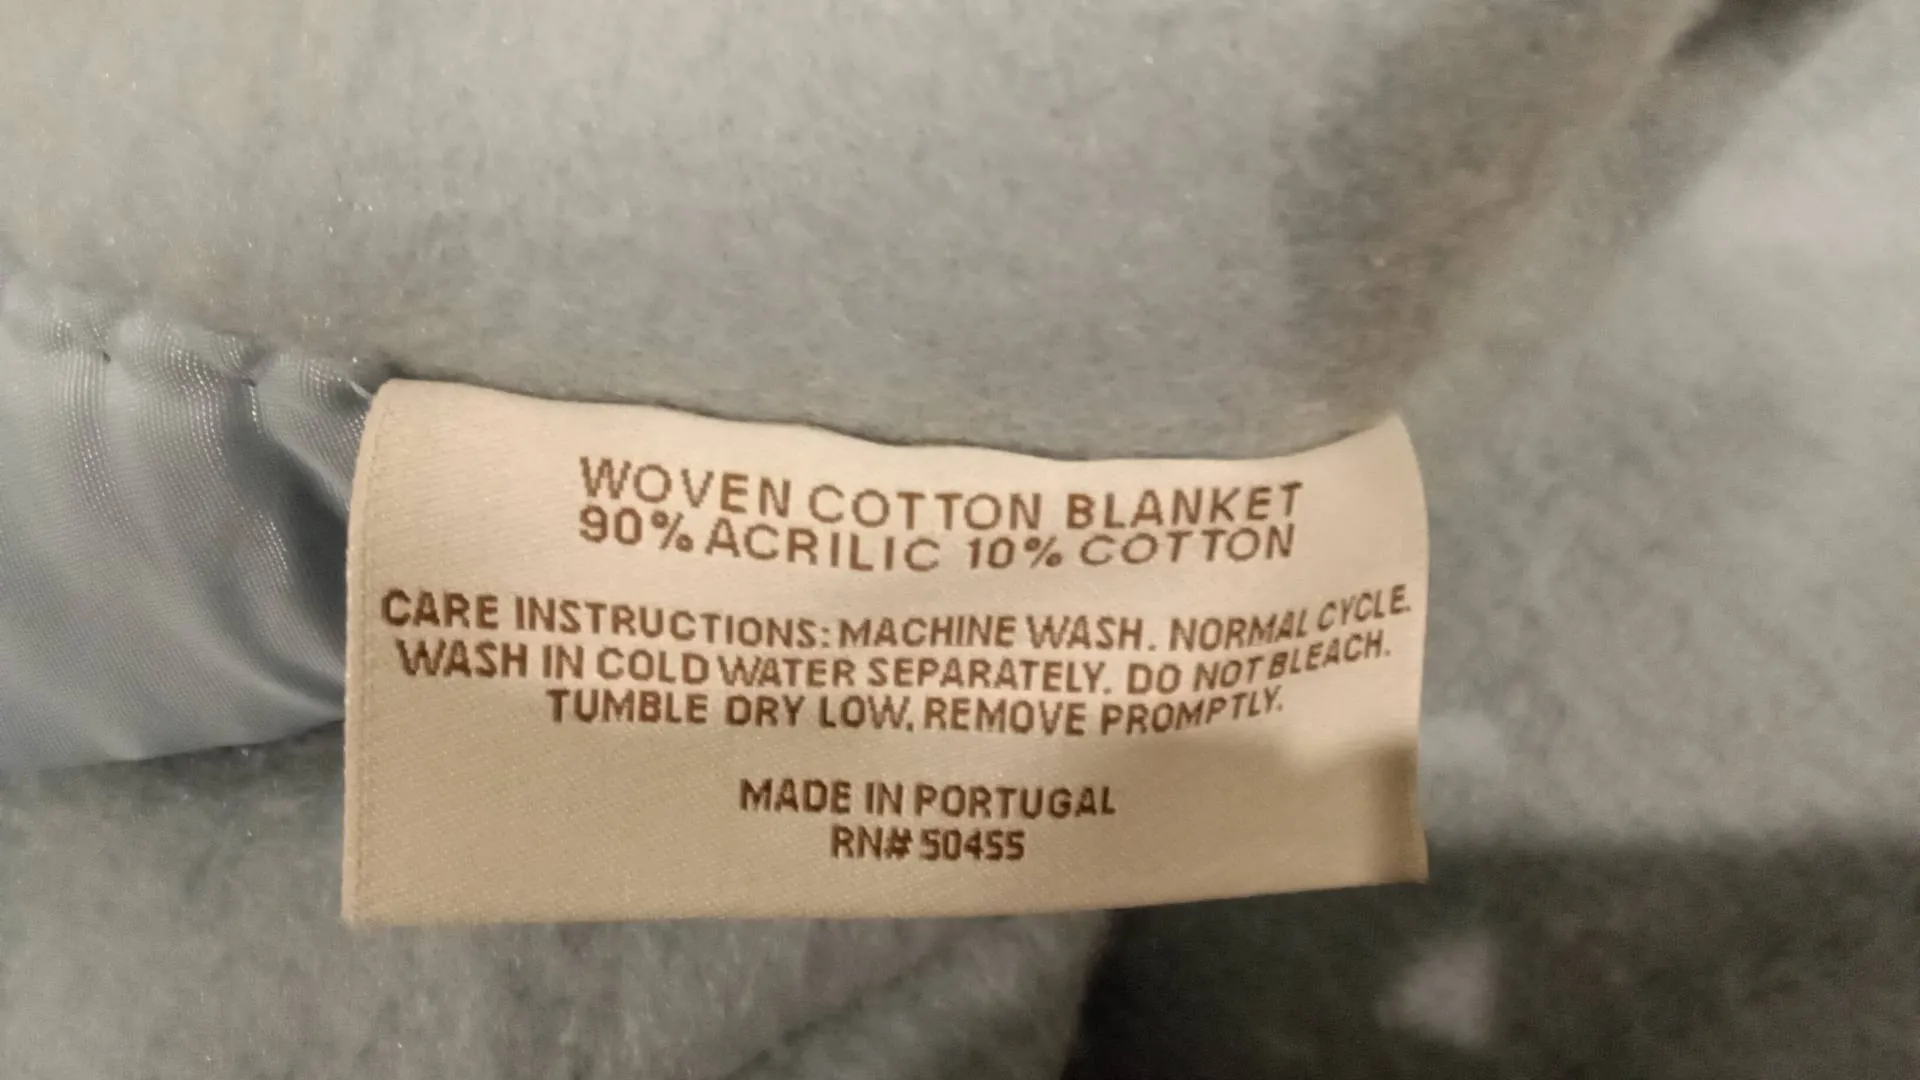 WOVEN COTTON BLANKET
90% ACRILIC 10% COTTON
CARE INSTRUCTIONS: MACHINE WASH. NORMAL CYCLE.
WASH IN COLD WATER SEPARATELY. DO NOT BLEACH.
TUMBLE DRY LOW, REMOVE PROMPTLY.
MADE IN PORTUGAL
RN# 50455